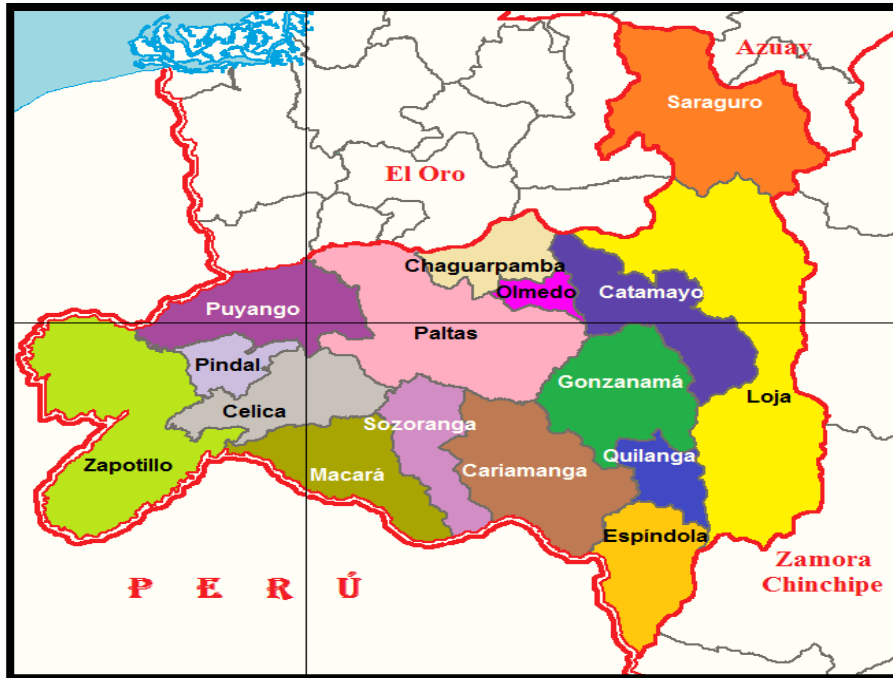 Azuay
Saraguro
El Oro
Chaguarpamba
Olmedo
Catamayo
Puyango
Paltas
Pindal
Gonzanamá
Celica
Loja
Sozoranga
Zapotillo
Macará
Cariamanga
Quilanga
Espíndola
Zamora
Chinchipe
P E R Ú